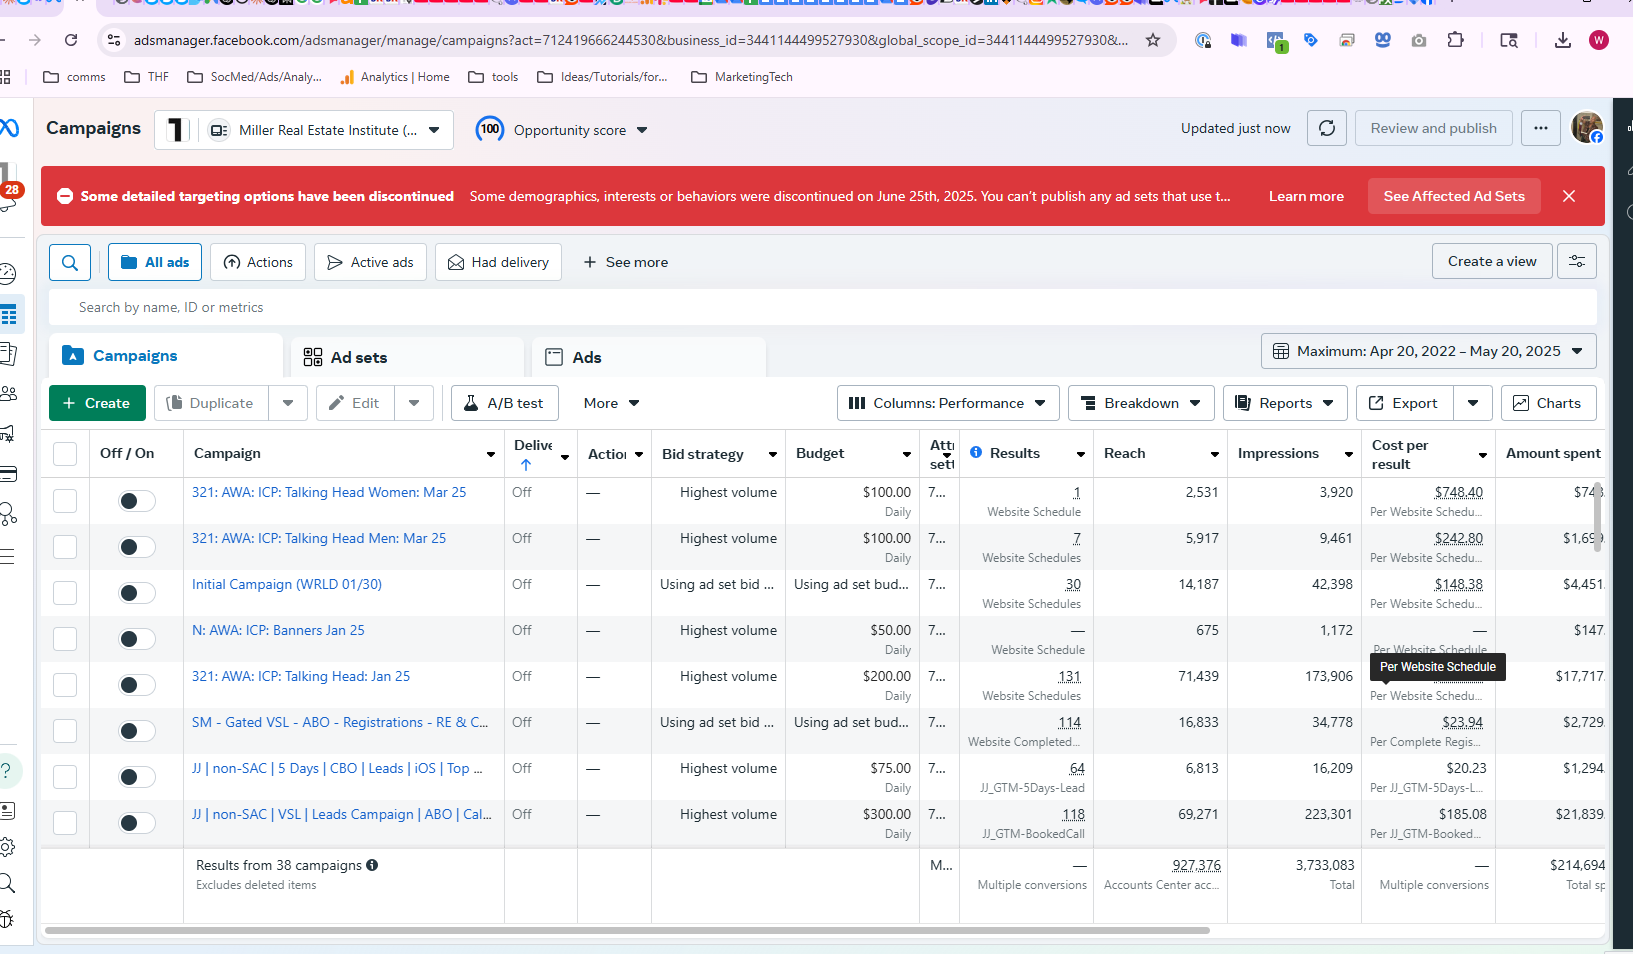 adsmanager.facebook.com/adsmanager/manage/campaigns?act=712419666244530&business_id=3441144499527930&global_scope_id=3441144499527930&...
1
W
comms
THF
SocMed/Ads/Analy...
Analytics | Home
tools
Ideas/Tutorials/for...
MarketingTech
Campaigns
Miller Real Estate Institute (...
100
Opportunity score
Updated just now
Review and publish
28
Some detailed targeting options have been discontinued
Some demographics, interests or behaviors were discontinued on June 25th, 2025. You can't publish any ad sets that use t...
Learn more
See Affected Ad Sets
All ads
Actions
Active ads
Had delivery
See more
Create a view
Search by name, ID or metrics
Campaigns
Ad sets
Ads
Maximum: Apr 20, 2022 – May 20, 2025
+ Create
Duplicate
Edit
A/B test
More
Columns: Performance
Breakdown
Reports
Export
Charts
Off / On
Campaign
Delive
Action
Bid strategy
Budget
Attr
sett
Results
Reach
Impressions
Cost per
result
Amount spent
321: AWA: ICP: Talking Head Women: Mar 25
Off
—
Highest volume
$100.00
Daily
7...
1
Website Schedule
2,531
3,920
$748.40
Per Website Schedu...
$748.
321: AWA: ICP: Talking Head Men: Mar 25
Off
—
Highest volume
$100.00
Daily
7...
7
Website Schedules
5,917
9,461
$242.80
Per Website Schedu...
$1,699.
Initial Campaign (WRLD 01/30)
Off
—
Using ad set bid ...
Using ad set bud...
7...
30
Website Schedules
14,187
42,398
$148.38
Per Website Schedu...
$4,451.
N: AWA: ICP: Banners Jan 25
Off
—
Highest volume
$50.00
Daily
7...
—
Website Schedule
675
1,172
—
Per Website Schedule
$147.
Per Website Schedule
321: AWA: ICP: Talking Head: Jan 25
Off
—
Highest volume
$200.00
Daily
7...
131
Website Schedules
71,439
173,906
Per Website Schedu...
$17,717.
SM - Gated VSL - ABO - Registrations - RE & C...
Off
—
Using ad set bid ...
Using ad set bud...
7...
114
Website Completed...
16,833
34,778
$23.94
Per Complete Regis...
$2,729.
JJ | non-SAC | 5 Days | CBO | Leads | iOS | Top ...
Off
—
Highest volume
$75.00
Daily
7...
64
JJ_GTM-5Days-Lead
6,813
16,209
$20.23
Per JJ_GTM-5Days-L...
$1,294.
JJ | non-SAC | VSL | Leads Campaign | ABO | Cal...
Off
—
Highest volume
$300.00
Daily
7...
118
JJ_GTM-BookedCall
69,271
223,301
$185.08
Per JJ_GTM-Booked...
$21,839.
Results from 38 campaigns
Excludes deleted items
M...
—
Multiple conversions
927,376
Accounts Center acc...
3,733,083
Total
—
Multiple conversions
$214,694
Total sp